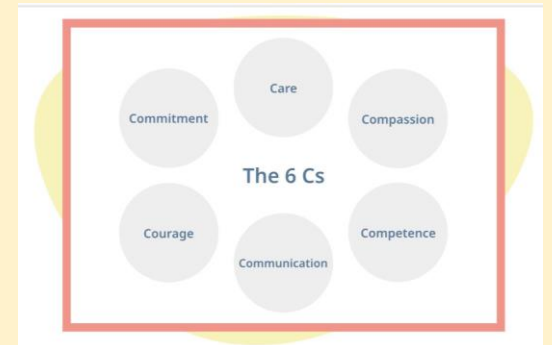 Care
Commitment
Compassion
The 6 Cs
Courage
Competence
Communication